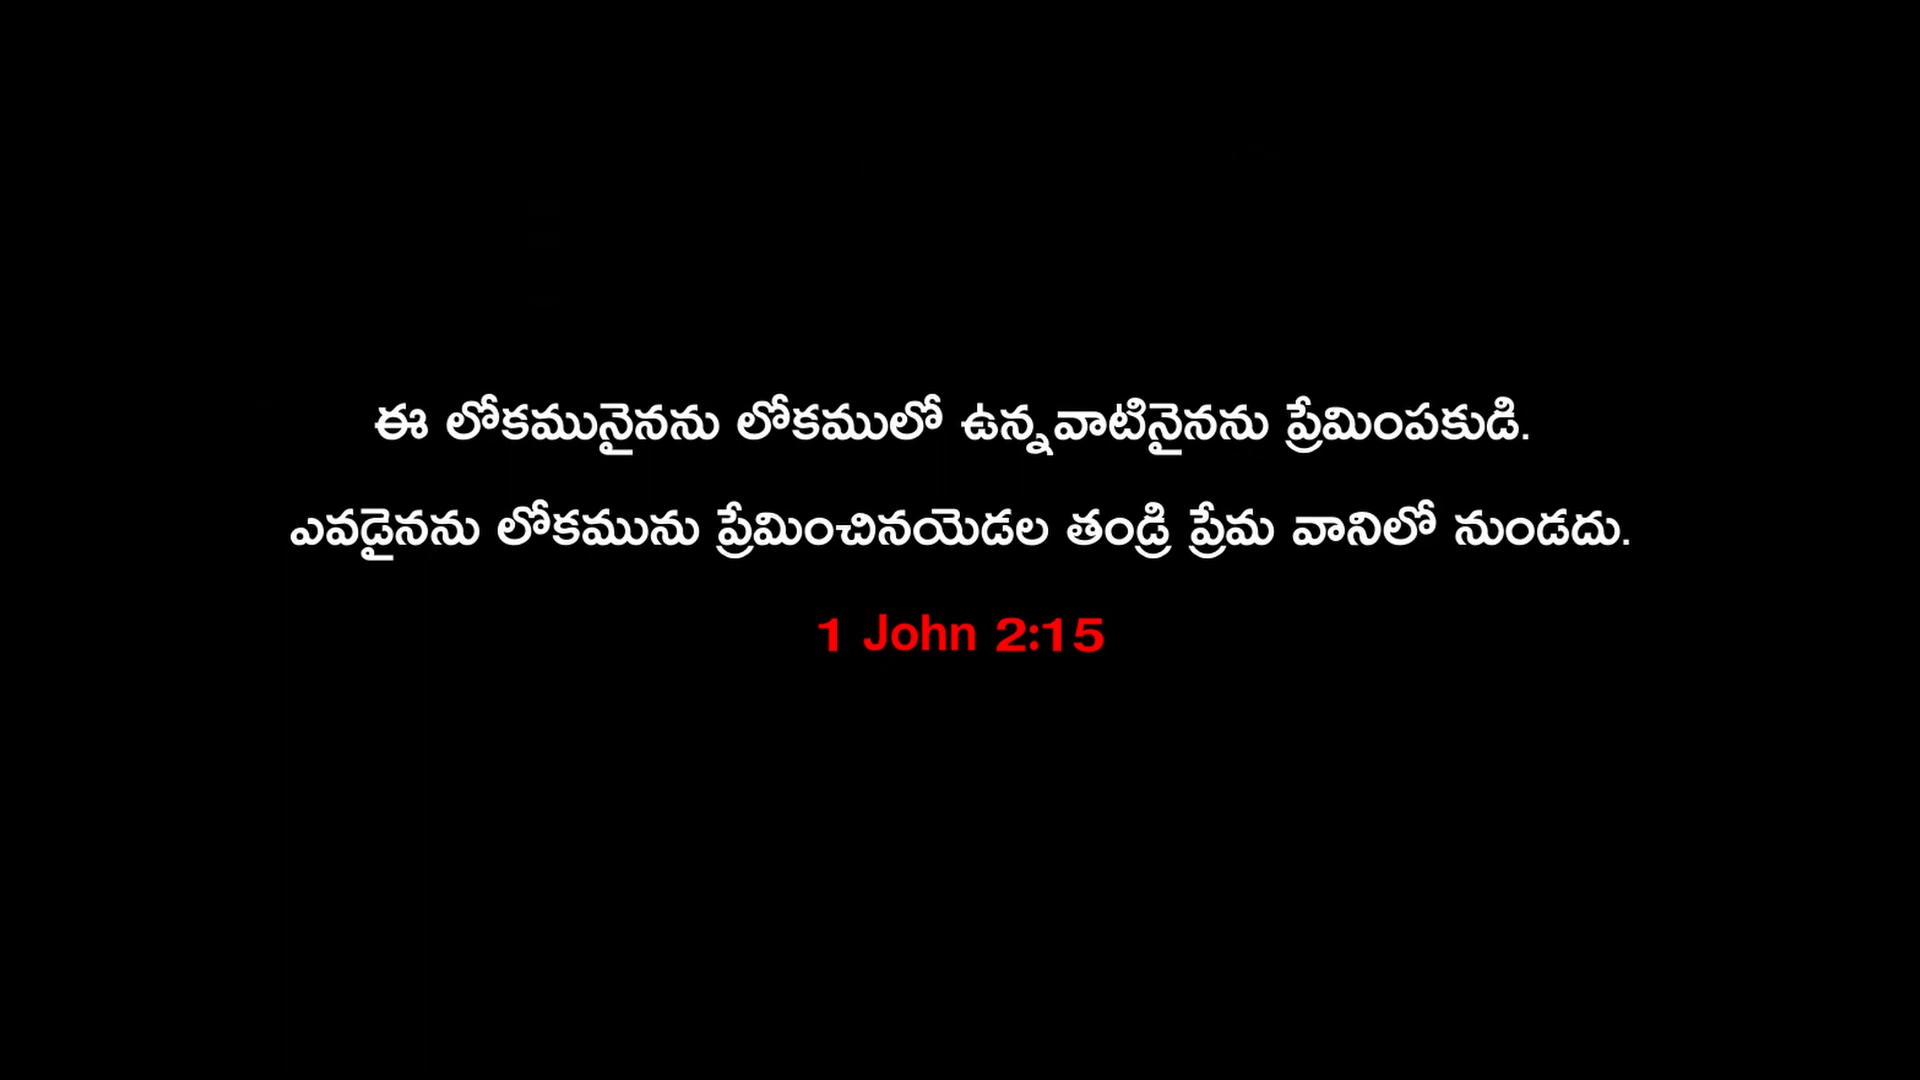 ఈ లోకమునైనను లోకములో ఉన్నవాటినైనను ప్రేమింపకుడి.
ఎవడైనను లోకమును ప్రేమించినయెడల తండ్రి ప్రేమ వానిలో నుండదు.
1 John 2:15